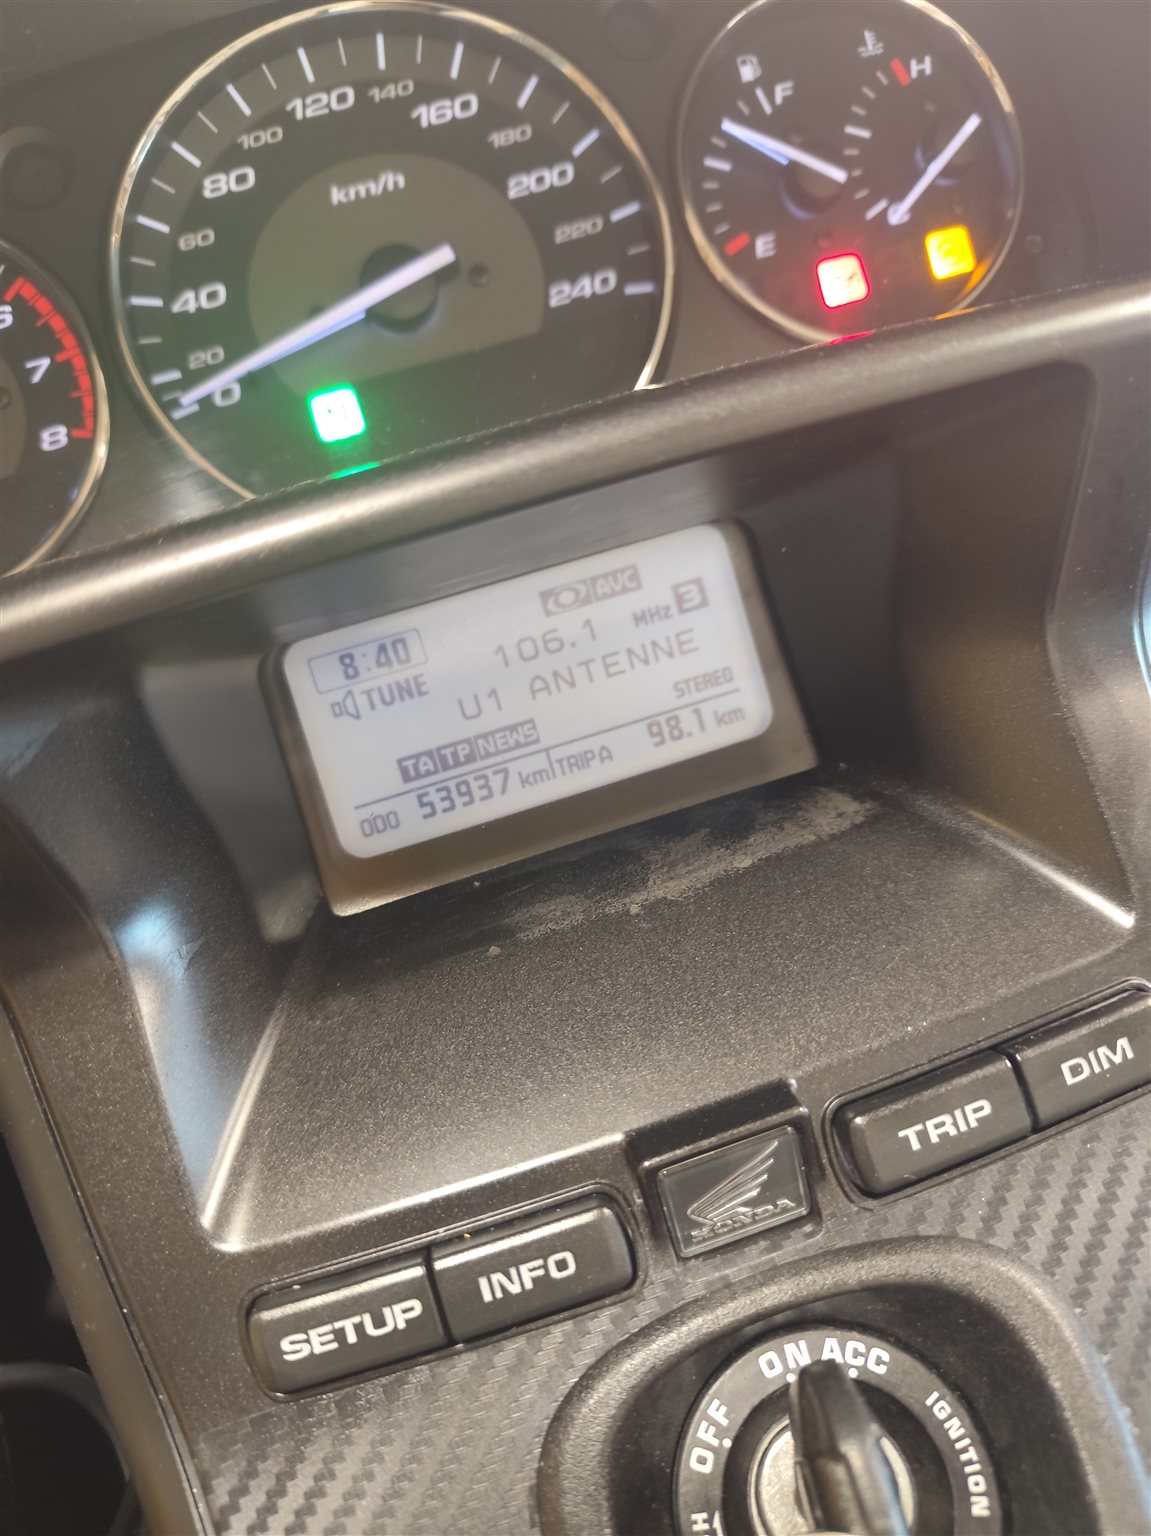 120 140 160
100 180
80 km/h 200
60 220
40 240
20
0
F
H
E
6
7
8
AVC
8:40 106.1 MHz 3
TUNE U1 ANTENNE
STEREO
TA TP NEWS
ODO 53937 km TRIP A 98.1 km
TRIP DIM
HONDA
SETUP INFO
ON ACC
OFF IGNITION